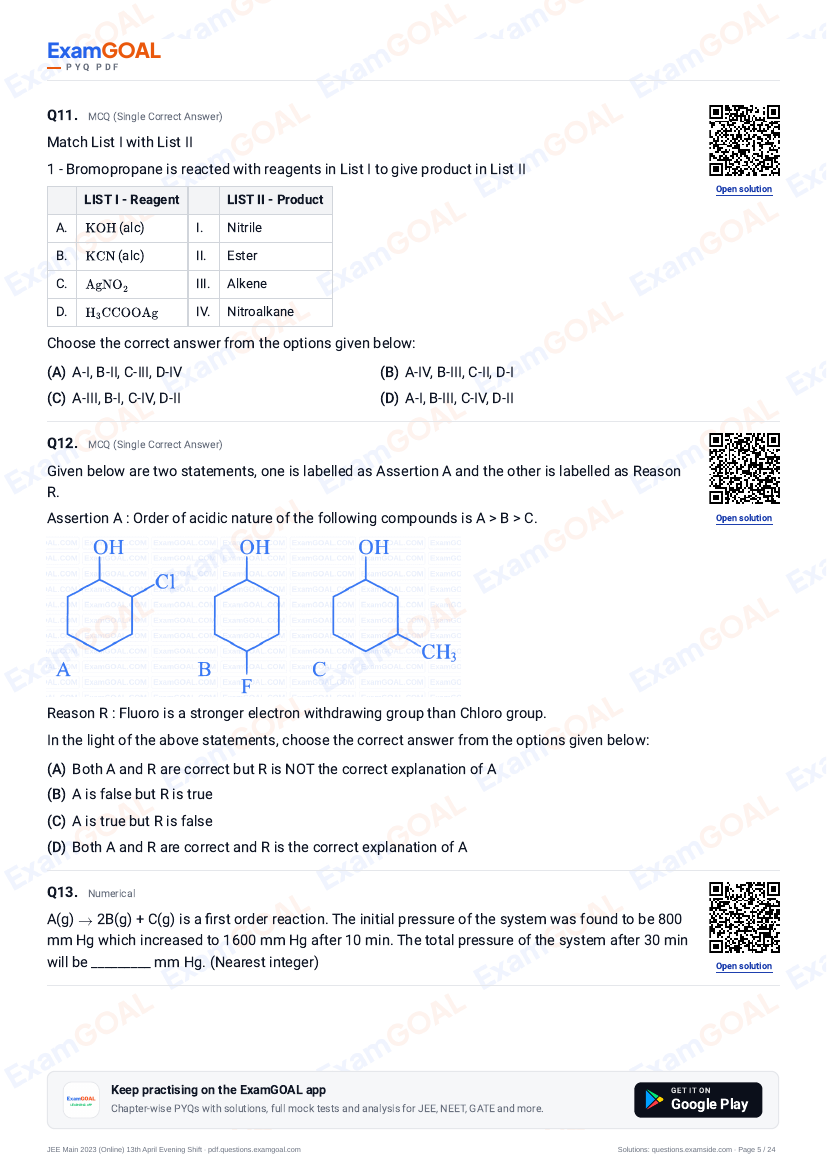 ExamGOAL
PYQ PDF
Q11. MCQ (Single Correct Answer)
Match List I with List II
1 - Bromopropane is reacted with reagents in List I to give product in List II
LIST I - Reagent LIST II - Product
A. KOH (alc) I. Nitrile
B. KCN (alc) II. Ester
C. AgNO₂ III. Alkene
D. H₃CCOOAg IV. Nitroalkane
Choose the correct answer from the options given below:
(A) A-I, B-II, C-III, D-IV (B) A-IV, B-III, C-II, D-I
(C) A-III, B-I, C-IV, D-II (D) A-I, B-III, C-IV, D-II
Open solution
Q12. MCQ (Single Correct Answer)
Given below are two statements, one is labelled as Assertion A and the other is labelled as Reason
R.
Assertion A : Order of acidic nature of the following compounds is A > B > C.
Open solution
OH OH OH
Cl
CH₃
A B C
F
Reason R : Fluoro is a stronger electron withdrawing group than Chloro group.
In the light of the above statements, choose the correct answer from the options given below:
(A) Both A and R are correct but R is NOT the correct explanation of A
(B) A is false but R is true
(C) A is true but R is false
(D) Both A and R are correct and R is the correct explanation of A
Q13. Numerical
A(g) → 2B(g) + C(g) is a first order reaction. The initial pressure of the system was found to be 800
mm Hg which increased to 1600 mm Hg after 10 min. The total pressure of the system after 30 min
will be _________ mm Hg. (Nearest integer)
Open solution
ExamGOAL
Keep practising on the ExamGOAL app
Chapter-wise PYQs with solutions, full mock tests and analysis for JEE, NEET, GATE and more.
GET IT ON
Google Play
JEE Main 2023 (Online) 13th April Evening Shift · pdf.questions.examgoal.com
Solutions: questions.examside.com · Page 5 / 24